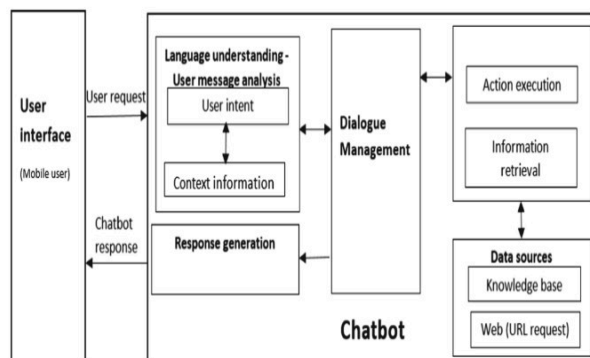 User
interface
(Mobile user)
User request
Chatbot
response
Language understanding -
User message analysis
User intent
Context information
Response generation
Dialogue
Management
Action execution
Information
retrieval
Data sources
Knowledge base
Web (URL request)
Chatbot